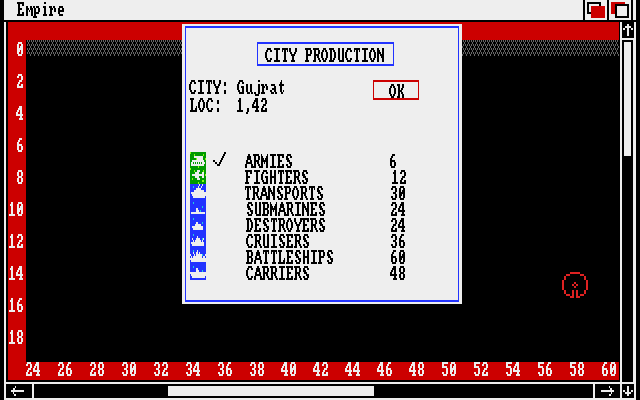 Empire
CITY PRODUCTION
CITY: Gujrat
OK
LOC: 1,42
ARMIES 6
FIGHTERS 12
TRANSPORTS 30
SUBMARINES 24
DESTROYERS 24
CRUISERS 36
BATTLESHIPS 60
CARRIERS 48
0
2
4
6
8
10
12
14
16
18
24 26 28 30 32 34 36 38 40 42 44 46 48 50 52 54 56 58 60